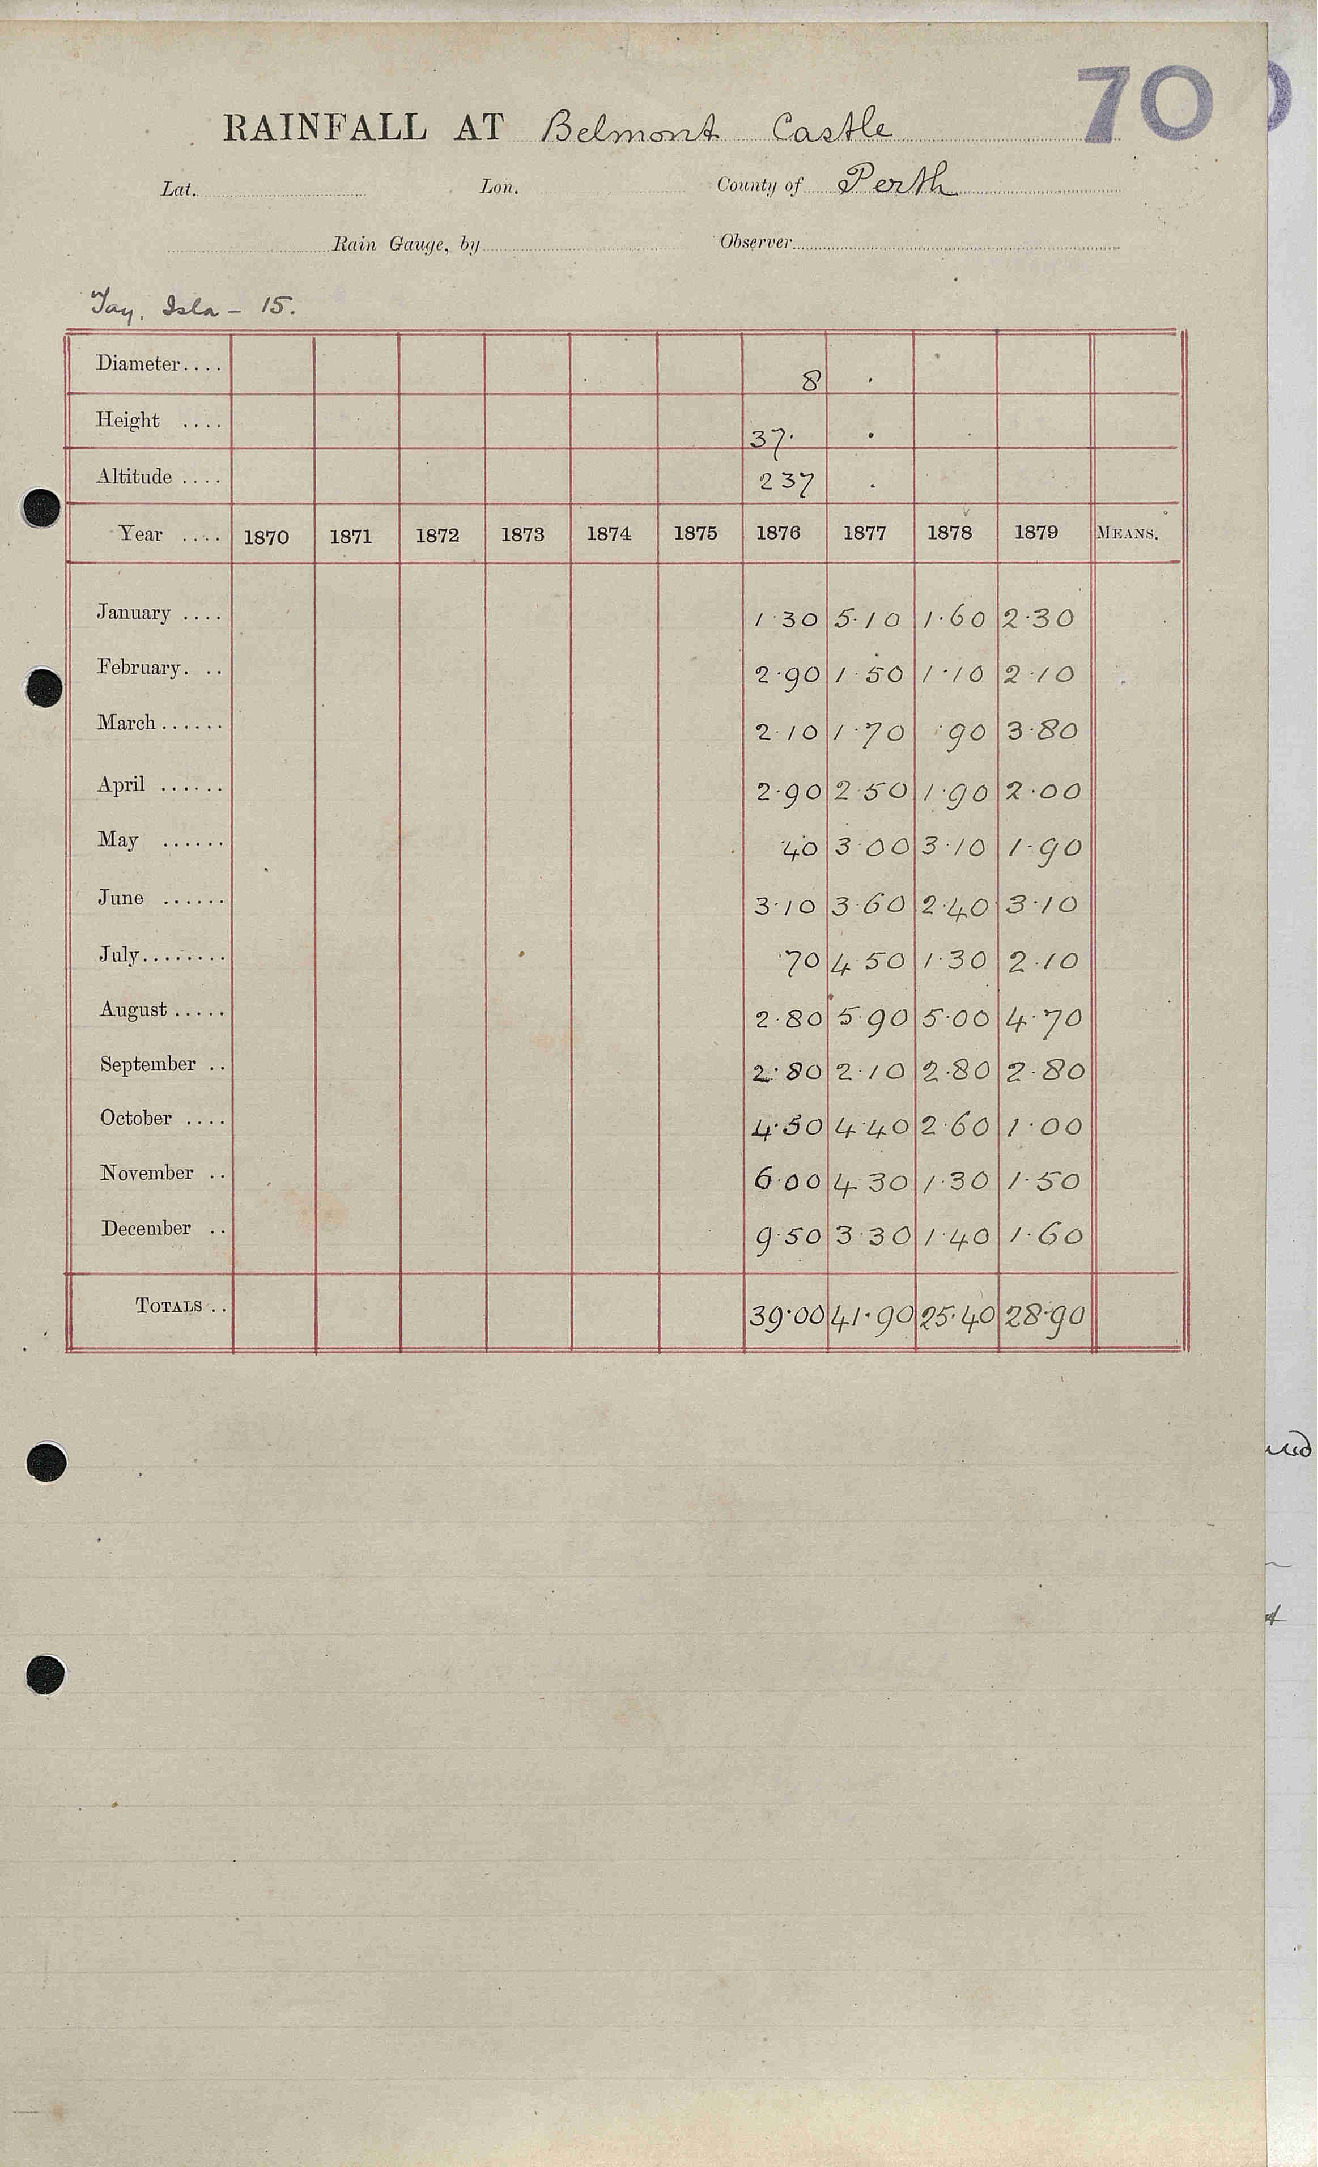 70
RAINFALL AT Belmont Castle
Lat. Lon. County of Perth
Rain Gauge, by Observer
Tay, Isla - 15.
Diameter.... 8 .
Height .... 37. .
Altitude .... 237 .
Year .... 1870 1871 1872 1873 1874 1875 1876 1877 1878 1879 MEANS.
January .... 1.30 5.10 1.60 2.30
February. .. 2.90 1.50 1.10 2.10
March...... 2.10 1.70 .90 3.80
April ...... 2.90 2.50 1.90 2.00
May ...... .40 3.00 3.10 1.90
June ...... 3.10 3.60 2.40 3.10
July........ .70 4.50 1.30 2.10
August..... 2.80 5.90 5.00 4.70
September .. 2.80 2.10 2.80 2.80
October .... 4.50 4.40 2.60 1.00
November .. 6.00 4.30 1.30 1.50
December .. 9.50 3.30 1.40 1.60
TOTALS.. 39.00 41.90 25.40 28.90